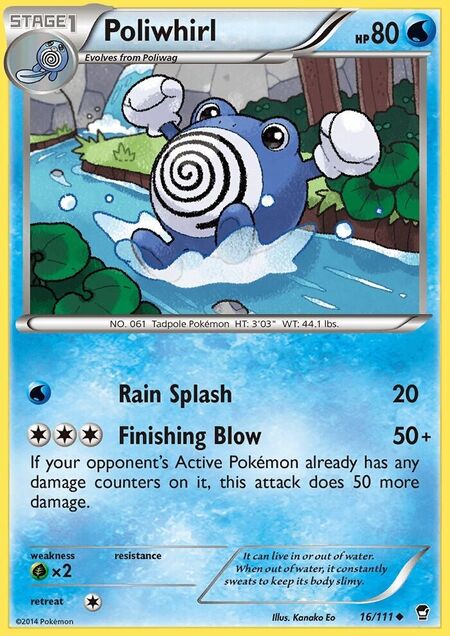 STAGE1
Poliwhirl
HP80
Evolves from Poliwag
NO. 061 Tadpole Pokémon HT: 3'03" WT: 44.1 lbs.
Rain Splash 20
Finishing Blow 50+
If your opponent's Active Pokémon already has any
damage counters on it, this attack does 50 more
damage.
weakness resistance
×2
It can live in or out of water.
When out of water, it constantly
sweats to keep its body slimy.
retreat
©2014 Pokémon
Illus. Kanako Eo
16/111